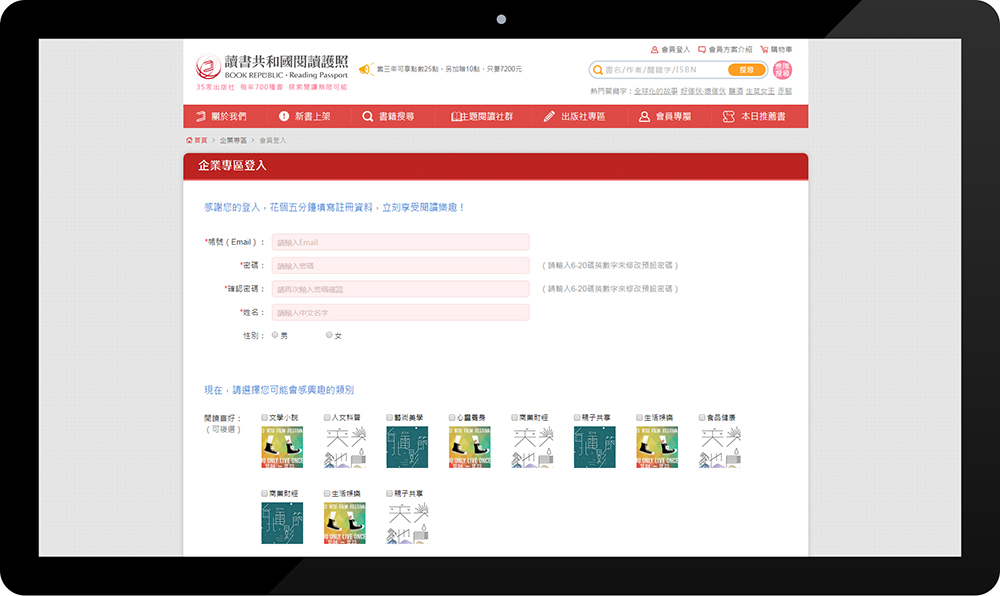 會員登入 會員方案介紹 購物車
讀書共和國閱讀護照
BOOK REPUBLIC・Reading Passport
35家出版社 每年700種書 探索閱讀無限可能
套三年可享點數25點，另加贈10點，只要7200元
書名/作者/關鍵字/ISBN 搜尋 進階搜尋
熱門關鍵字：全球化的故事 好傢伙·壞傢伙 釀酒 生菜女王
關於我們 新書上架 書籍搜尋 主題閱讀社群 出版社專區 會員專屬 本日推薦書
首頁 > 企業專區 > 會員登入
企業專區登入
感謝您的登入，花個五分鐘填寫註冊資料，立刻享受閱讀樂趣！
*帳號（Email）： 請輸入Email
*密碼： 請輸入密碼 （請輸入6-20碼英數字來修改預設密碼）
*確認密碼： 請再次輸入密碼確認 （請輸入6-20碼英數字來修改預設密碼）
*姓名： 請輸入中文名字
性別： 男 女
現在，請選擇您可能會感興趣的類別
閱讀喜好： 文學小說 人文科普 藝術美學 心靈養身 商業財經 親子共享 生活娛樂 食品健康
（可複選）
商業財經 生活娛樂 親子共享